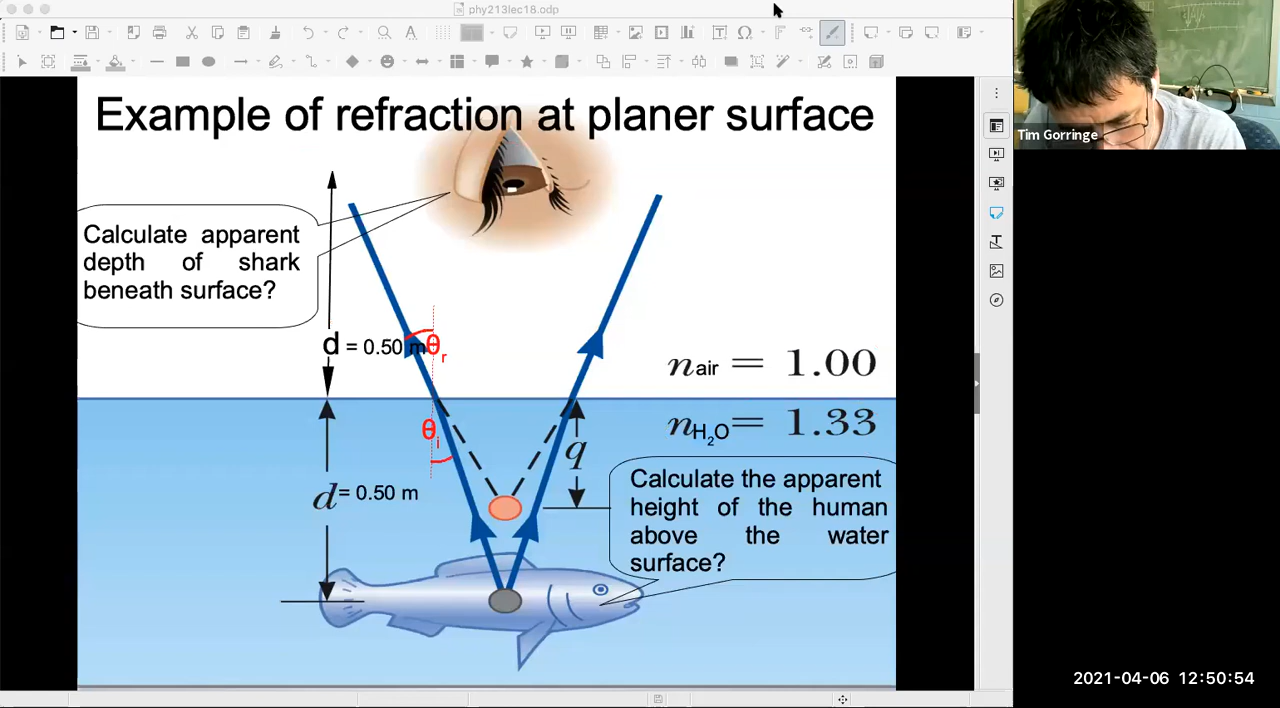 phy213lec18.odp
Example of refraction at planer surface
Calculate apparent
depth of shark
beneath surface?
d = 0.50 m
θr
θi
nair = 1.00
nH2O = 1.33
q
d = 0.50 m
Calculate the apparent
height of the human
above the water
surface?
Tim Gorringe
2021-04-06 12:50:54